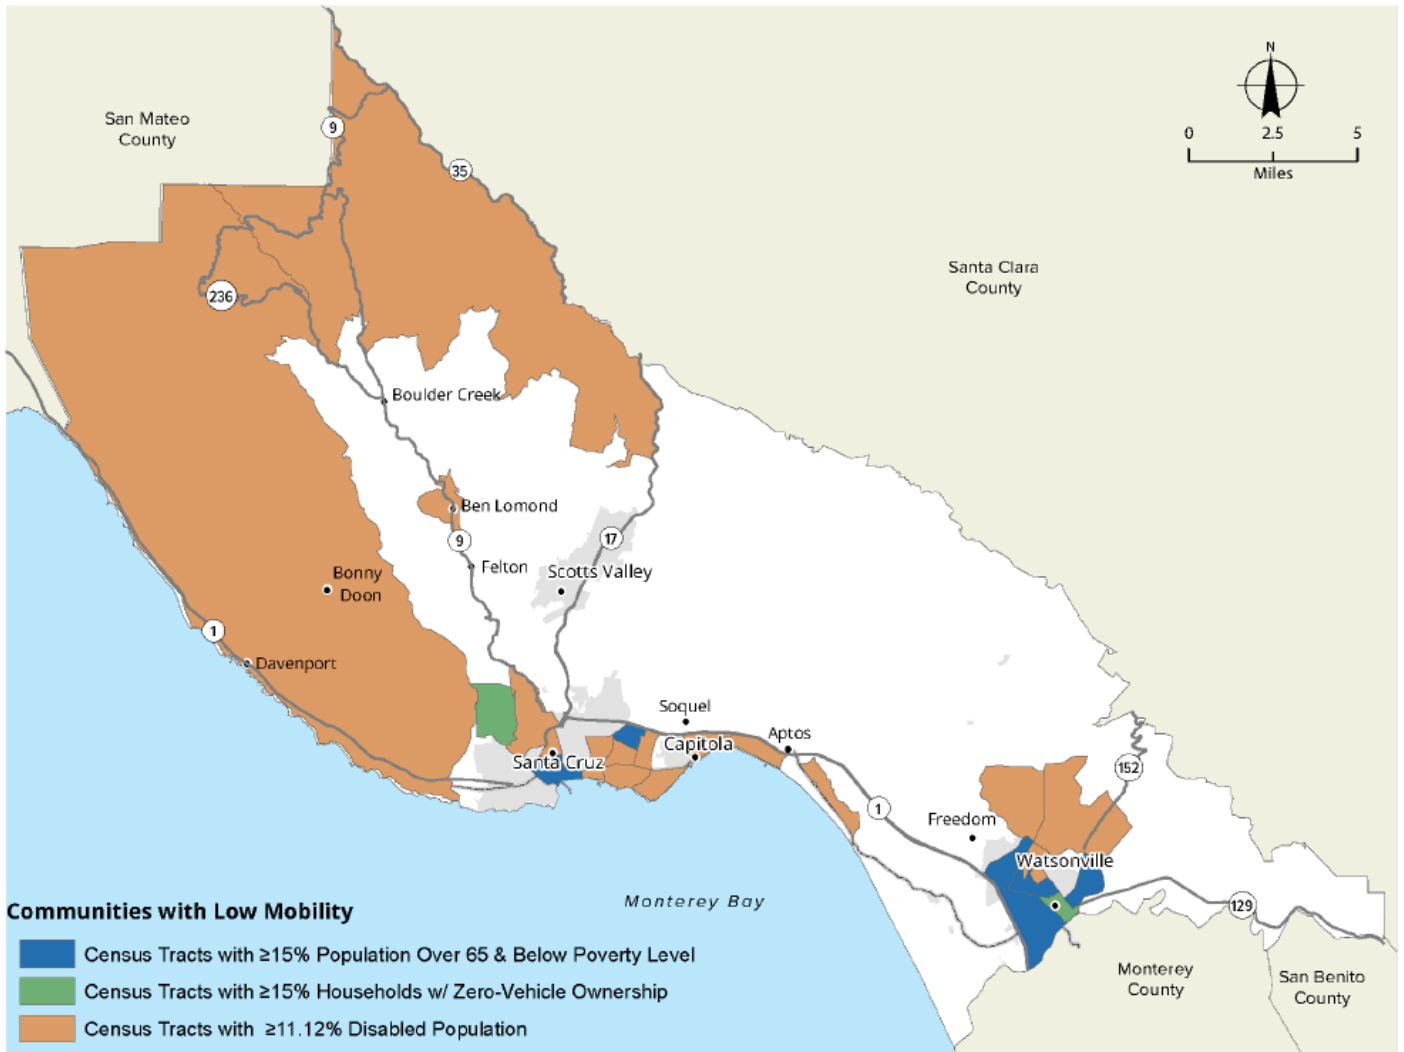 San Mateo
County
9
35
N
0 2.5 5
Miles
Santa Clara
County
236
Boulder Creek
Ben Lomond
9
17
Felton
Scotts Valley
Bonny
Doon
1
Davenport
Soquel
Aptos
Capitola
Santa Cruz
152
1
Freedom
Watsonville
129
Monterey Bay
Monterey
County
San Benito
County
Communities with Low Mobility
Census Tracts with ≥15% Population Over 65 & Below Poverty Level
Census Tracts with ≥15% Households w/ Zero-Vehicle Ownership
Census Tracts with ≥11.12% Disabled Population